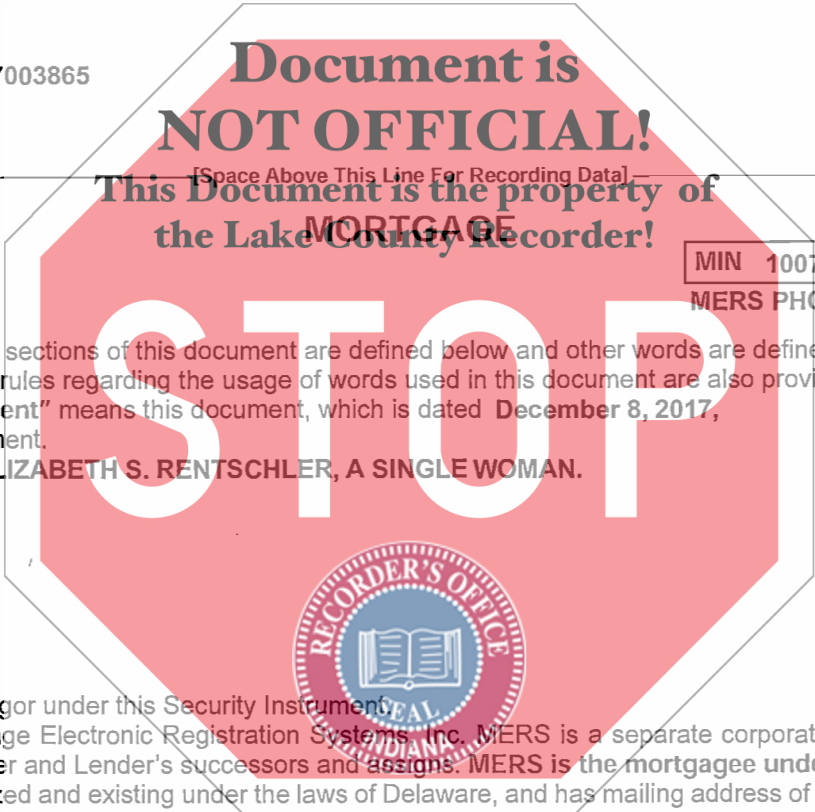 Document is
003865
NOT OFFICIAL!
[Space Above This Line For Recording Data]
This Document is the property of
MORTGAGE
the Lake County Recorder!
MIN 1007
MERS PHO
STOP
sections of this document are defined below and other words are define
rules regarding the usage of words used in this document are also provi
ent” means this document, which is dated December 8, 2017,
ent.
LIZABETH S. RENTSCHLER, A SINGLE WOMAN.
RECORDER'S OFFICE
SEAL
INDIANA
gor under this Security Instrument.
ge Electronic Registration Systems, Inc. MERS is a separate corporat
er and Lender's successors and assigns. MERS is the mortgagee unde
zed and existing under the laws of Delaware, and has mailing address of